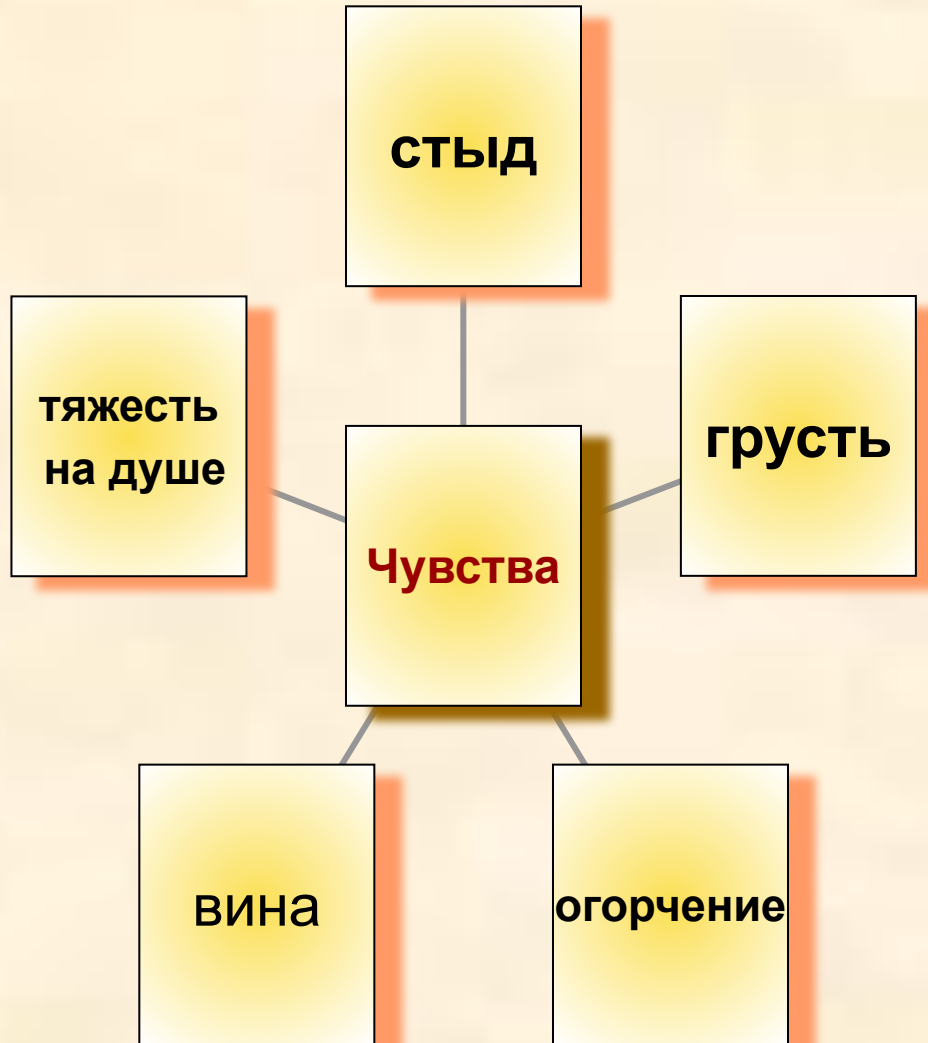 стыд
тяжесть
на душе
грусть
Чувства
вина
огорчение